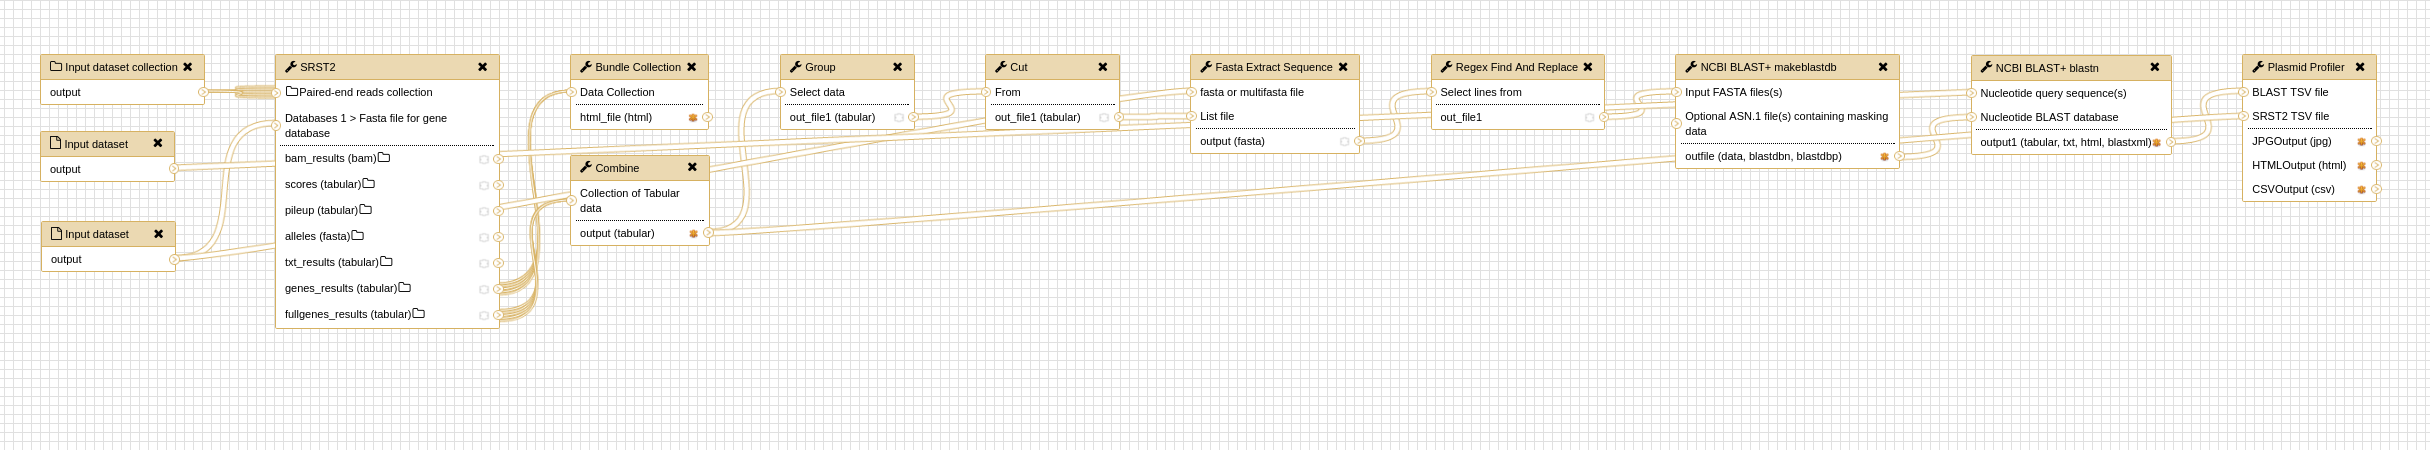 Input dataset collection
output
Input dataset
output
Input dataset
output
SRST2
Paired-end reads collection
Databases 1 > Fasta file for gene
database
bam_results (bam)
scores (tabular)
pileup (tabular)
alleles (fasta)
txt_results (tabular)
genes_results (tabular)
fullgenes_results (tabular)
Bundle Collection
Data Collection
html_file (html)
Combine
Collection of Tabular
data
output (tabular)
Group
Select data
out_file1 (tabular)
Cut
From
out_file1 (tabular)
Fasta Extract Sequence
fasta or multifasta file
List file
output (fasta)
Regex Find And Replace
Select lines from
out_file1
NCBI BLAST+ makeblastdb
Input FASTA files(s)
Optional ASN.1 file(s) containing masking
data
outfile (data, blastdbn, blastdbp)
NCBI BLAST+ blastn
Nucleotide query sequence(s)
Nucleotide BLAST database
output1 (tabular, txt, html, blastxml)
Plasmid Profiler
BLAST TSV file
SRST2 TSV file
JPGOutput (jpg)
HTMLOutput (html)
CSVOutput (csv)